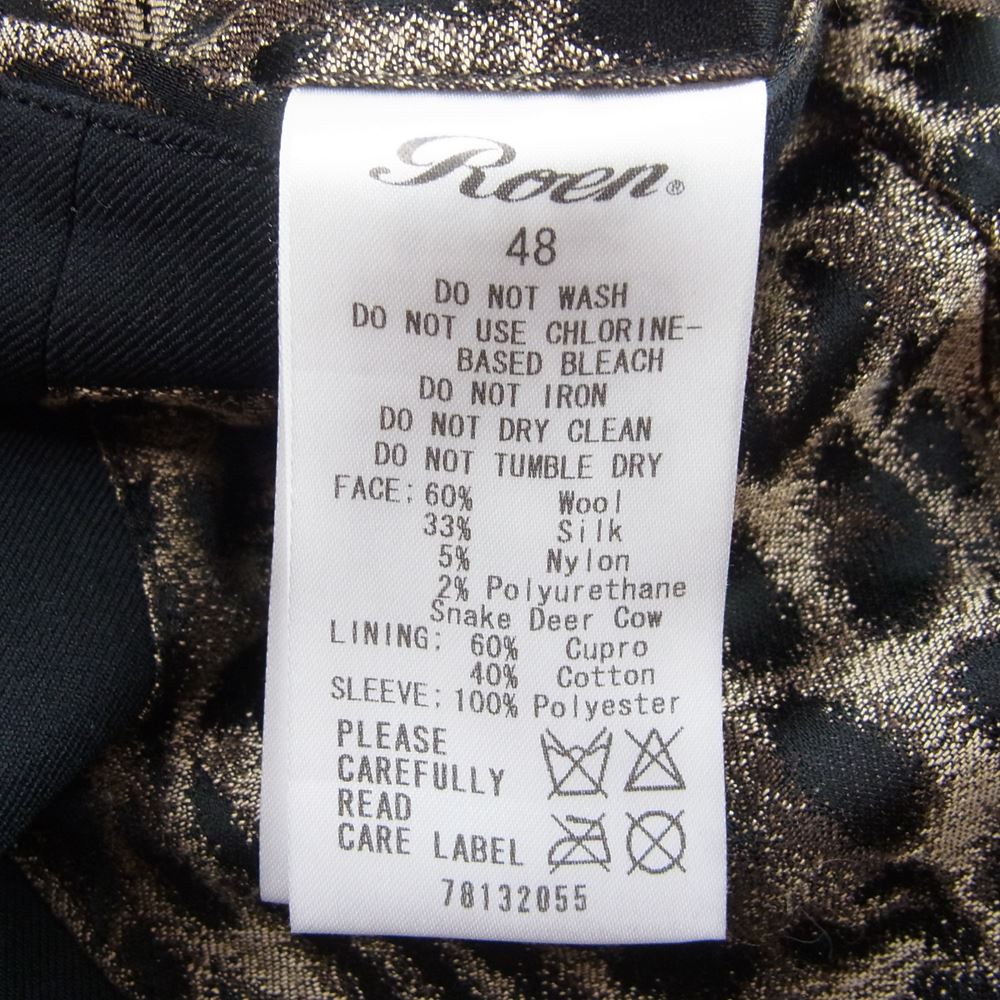 Roen®
48
DO NOT WASH
DO NOT USE CHLORINE-
BASED BLEACH
DO NOT IRON
DO NOT DRY CLEAN
DO NOT TUMBLE DRY
FACE: 60% Wool
33% Silk
5% Nylon
2% Polyurethane
Snake Deer Cow
LINING: 60% Cupro
40% Cotton
SLEEVE: 100% Polyester
PLEASE
CAREFULLY
READ
CARE LABEL
78132055